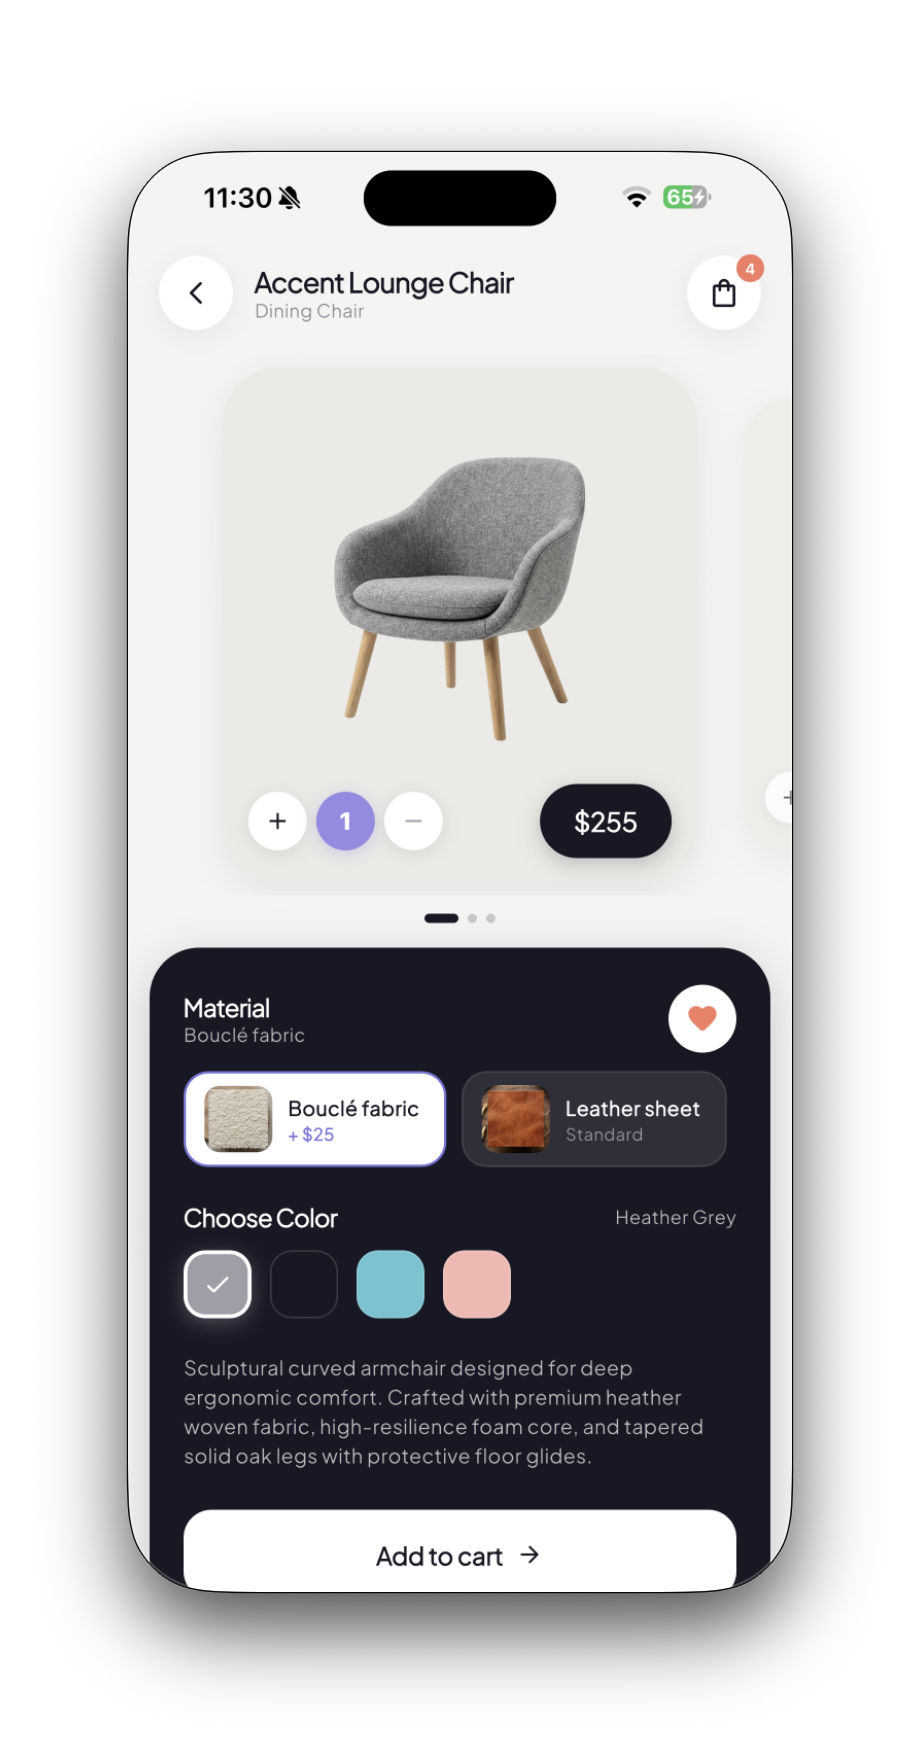 11:30
65
Accent Lounge Chair
4
Dining Chair
+ 1 −
$255
+
Material
Bouclé fabric
Bouclé fabric
+ $25
Leather sheet
Standard
Choose Color
Heather Grey
Sculptural curved armchair designed for deep
ergonomic comfort. Crafted with premium heather
woven fabric, high-resilience foam core, and tapered
solid oak legs with protective floor glides.
Add to cart →